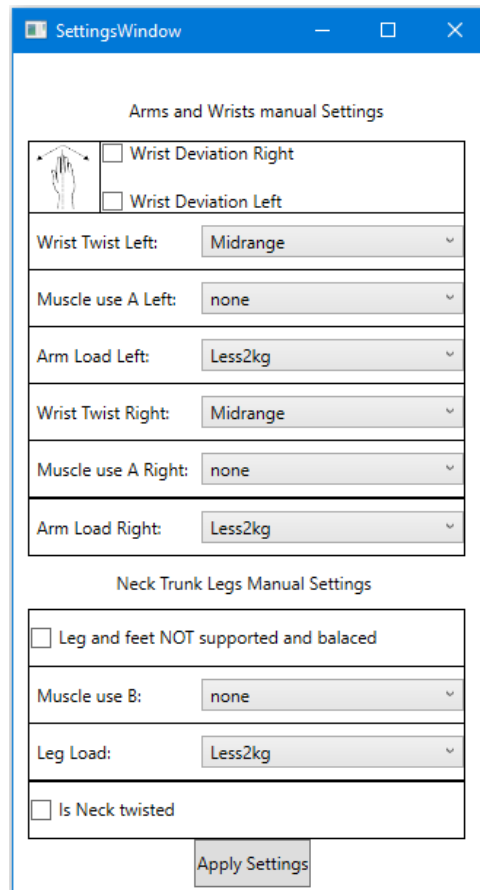 SettingsWindow
Arms and Wrists manual Settings
Wrist Deviation Right
Wrist Deviation Left
Wrist Twist Left: Midrange
Muscle use A Left: none
Arm Load Left: Less2kg
Wrist Twist Right: Midrange
Muscle use A Right: none
Arm Load Right: Less2kg
Neck Trunk Legs Manual Settings
Leg and feet NOT supported and balaced
Muscle use B: none
Leg Load: Less2kg
Is Neck twisted
Apply Settings